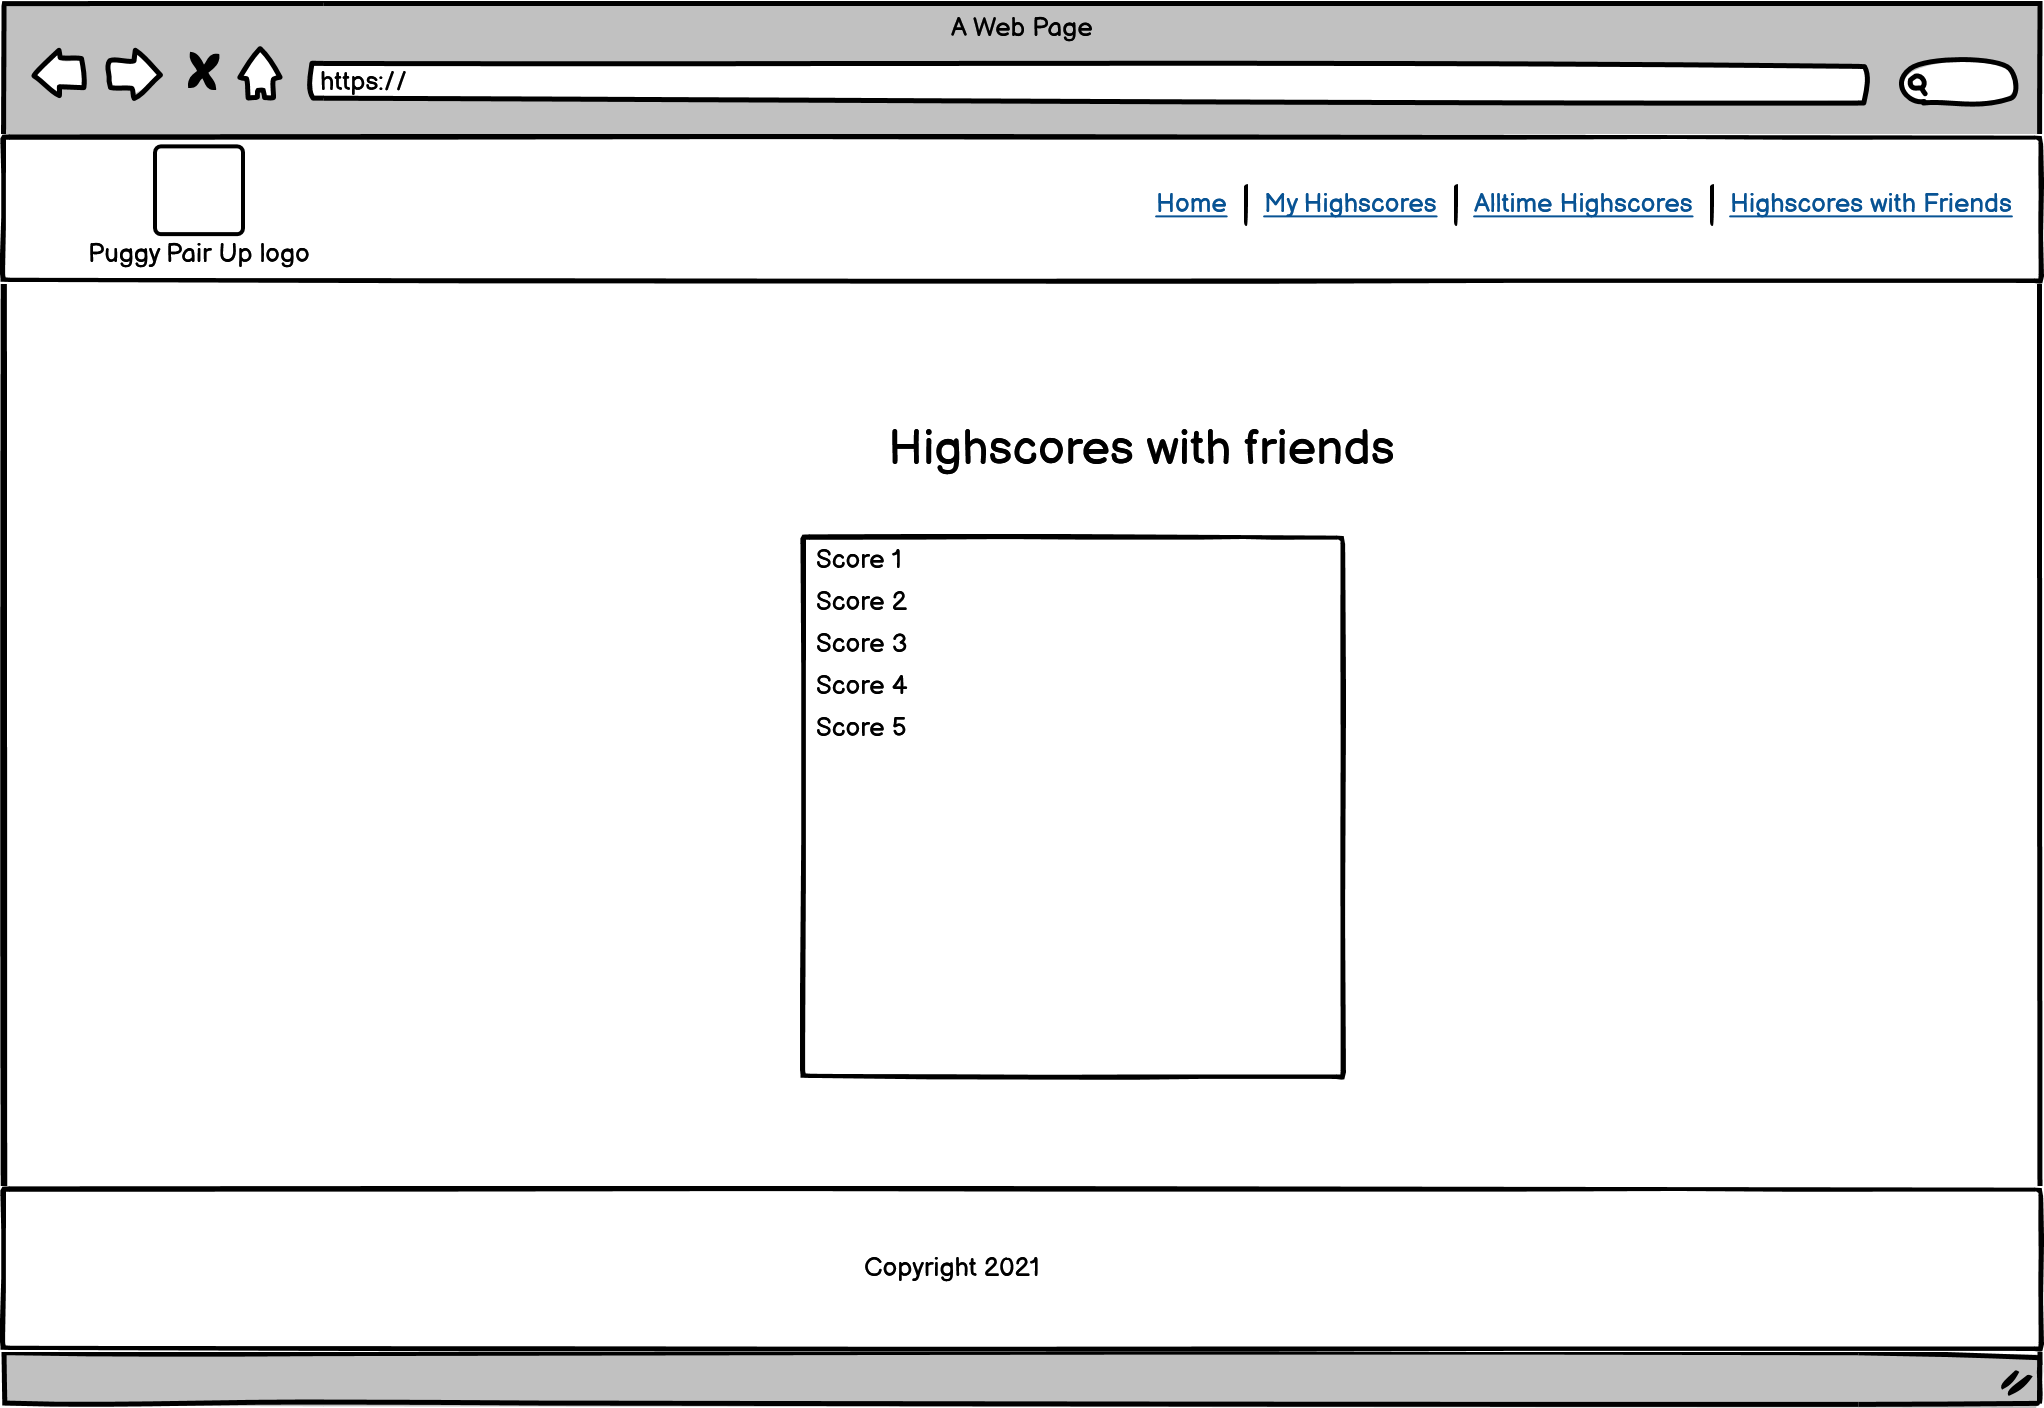 A Web Page
https://
Home My Highscores Alltime Highscores Highscores with Friends
Puggy Pair Up logo
Highscores with friends
Score 1
Score 2
Score 3
Score 4
Score 5
Copyright 2021